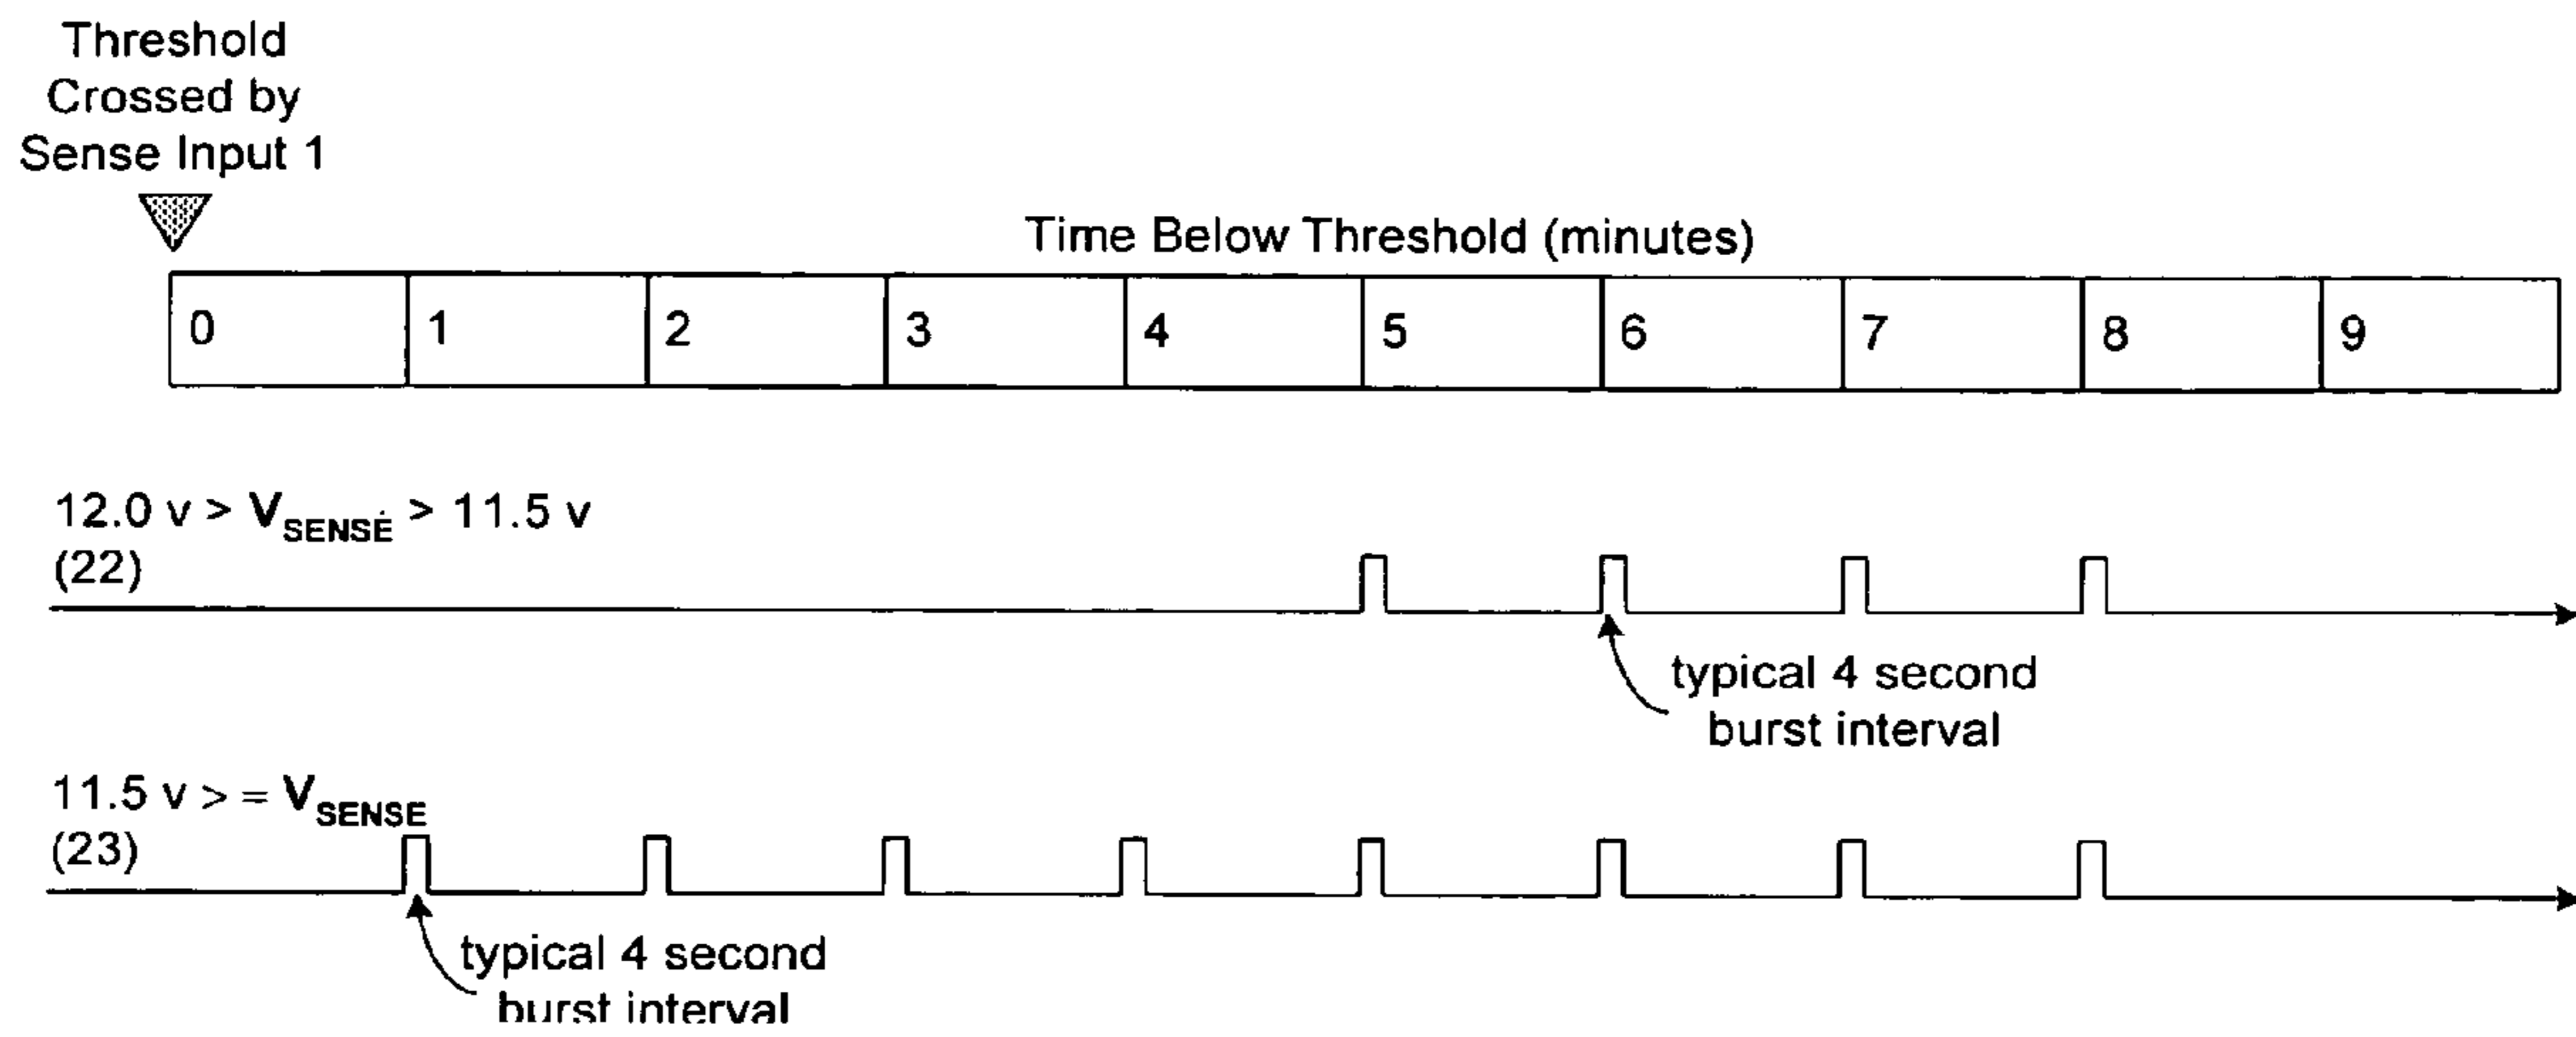 Threshold
Crossed by
Sense Input 1
Time Below Threshold (minutes)
0 1 2 3 4 5 6 7 8 9
12.0 v > VSENSE > 11.5 v
(22)
typical 4 second
burst interval
11.5 v > = VSENSE
(23)
typical 4 second
burst interval